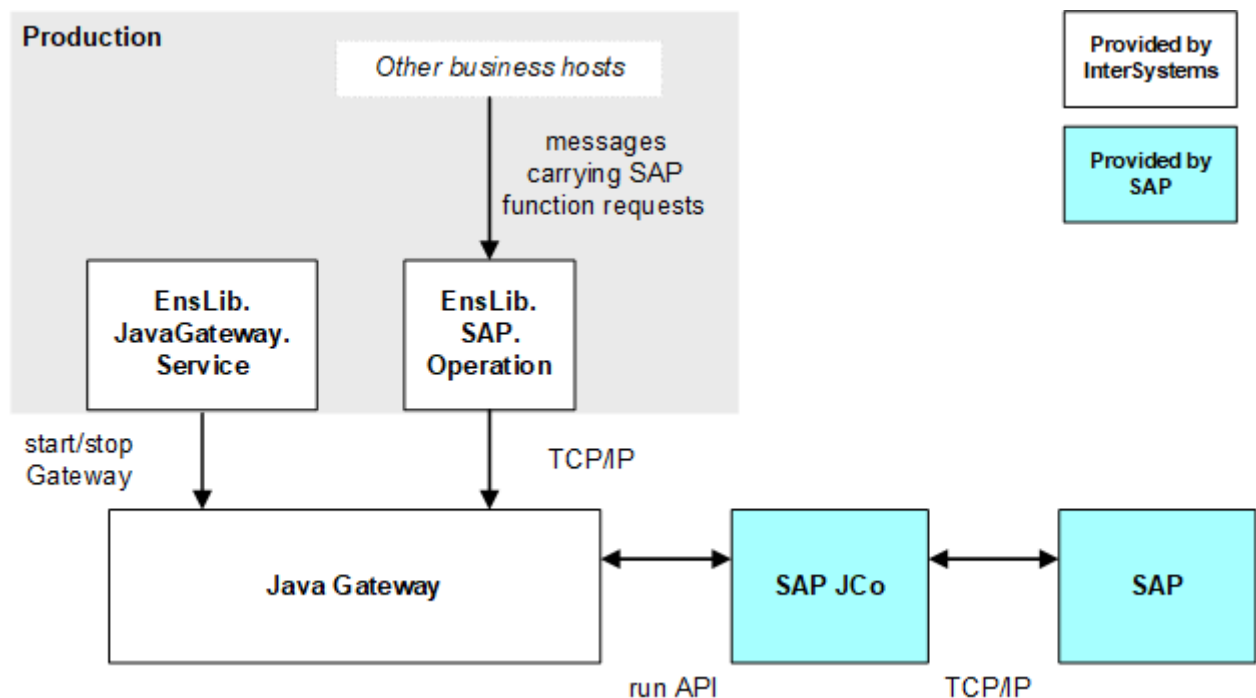 Production
Other business hosts
Provided by
InterSystems
Provided by
SAP
messages
carrying SAP
function requests
EnsLib.
JavaGateway.
Service
EnsLib.
SAP.
Operation
start/stop
Gateway
TCP/IP
Java Gateway
SAP JCo
SAP
run API
TCP/IP